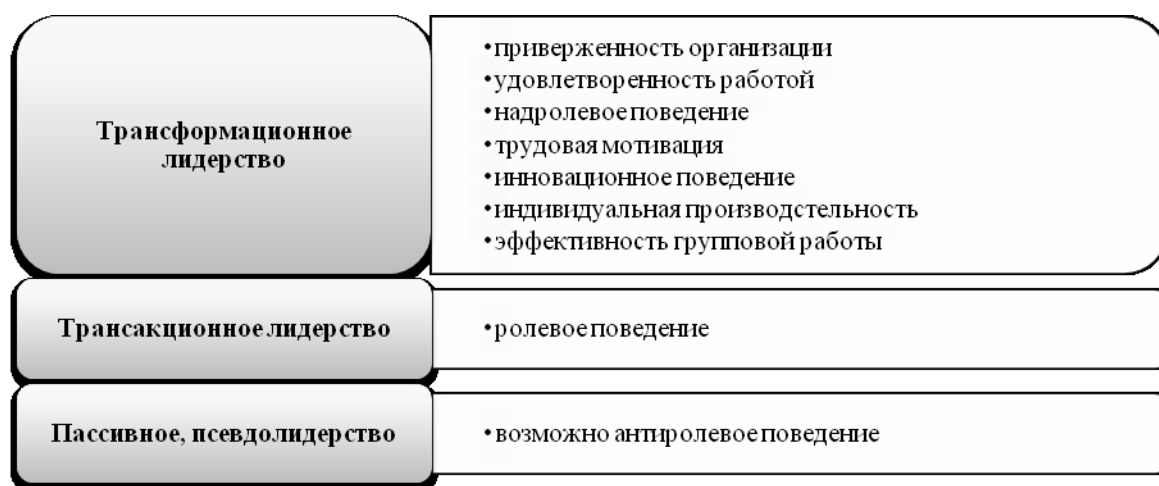 Трансформационное
лидерство
•приверженность организации
•удовлетворенность работой
•надролевое поведение
•трудовая мотивация
•инновационное поведение
•индивидуальная производстельность
•эффективность групповой работы
Трансакционное лидерство
•ролевое поведение
Пассивное, псевдолидерство
•возможно антиролевое поведение